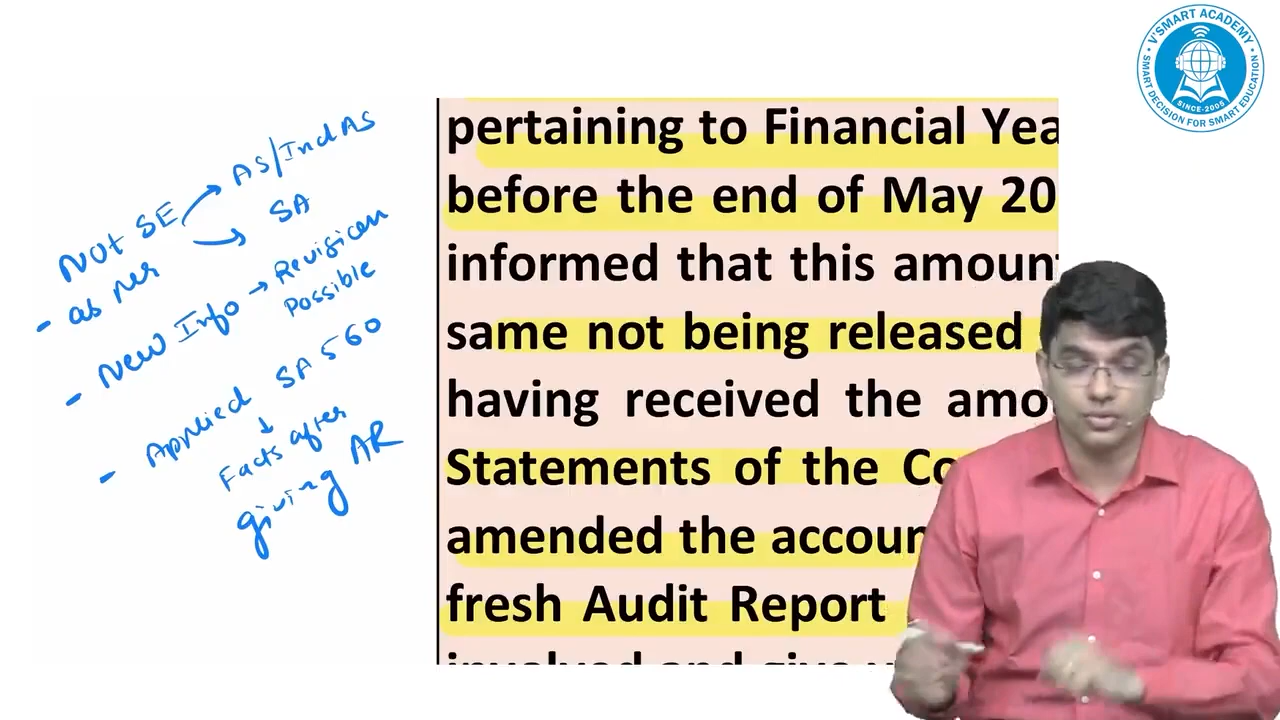 V'SMART ACADEMY
SMART DECISION FOR SMART EDUCATION
SINCE-2005
Not SE → AS/IndAs
→ SA
- as per
- New Info → Revision
Possible
- Applied SA 560
↓
Facts after
giving AR
pertaining to Financial Yea
before the end of May 20
informed that this amoun
same not being released
having received the amo
Statements of the Co
amended the accoun
fresh Audit Report